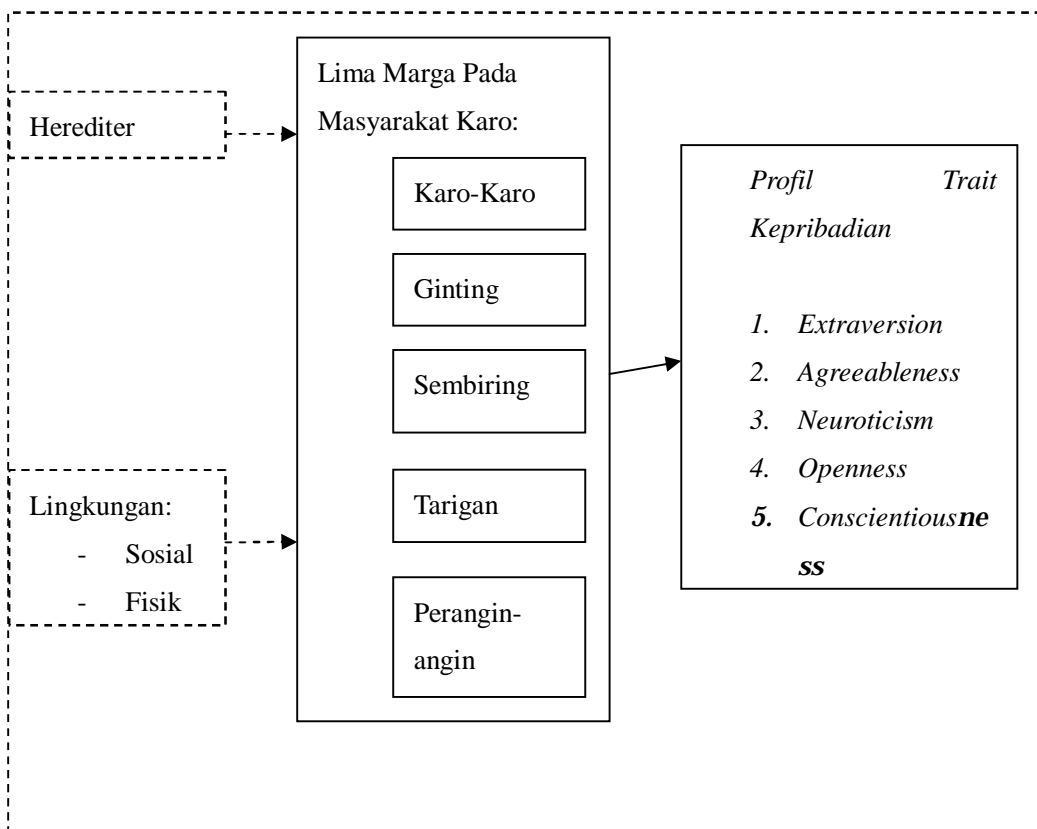 Herediter
Lingkungan:
- Sosial
- Fisik
Lima Marga Pada
Masyarakat Karo:
Karo-Karo
Ginting
Sembiring
Tarigan
Perangin-
angin
Profil Trait
Kepribadian
1. Extraversion
2. Agreeableness
3. Neuroticism
4. Openness
5. Conscientiousne
ss